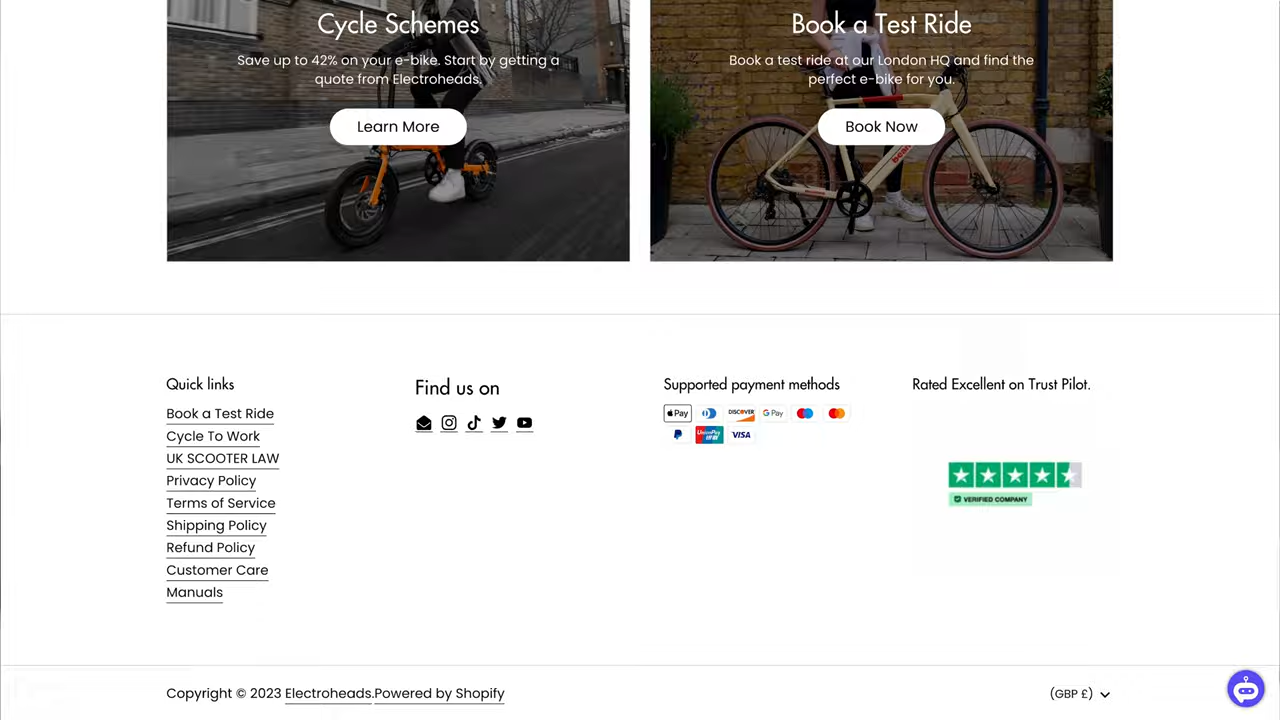 Cycle Schemes
Save up to 42% on your e-bike. Start by getting a
quote from Electroheads.
Learn More
Book a Test Ride
Book a test ride at our London HQ and find the
perfect e-bike for you.
Book Now
Quick links
Book a Test Ride
Cycle To Work
UK SCOOTER LAW
Privacy Policy
Terms of Service
Shipping Policy
Refund Policy
Customer Care
Manuals
Find us on
Supported payment methods
Pay
DISCOVER
G Pay
UnionPay
VISA
Rated Excellent on Trust Pilot.
VERIFIED COMPANY
Copyright © 2023 Electroheads.Powered by Shopify
(GBP £)